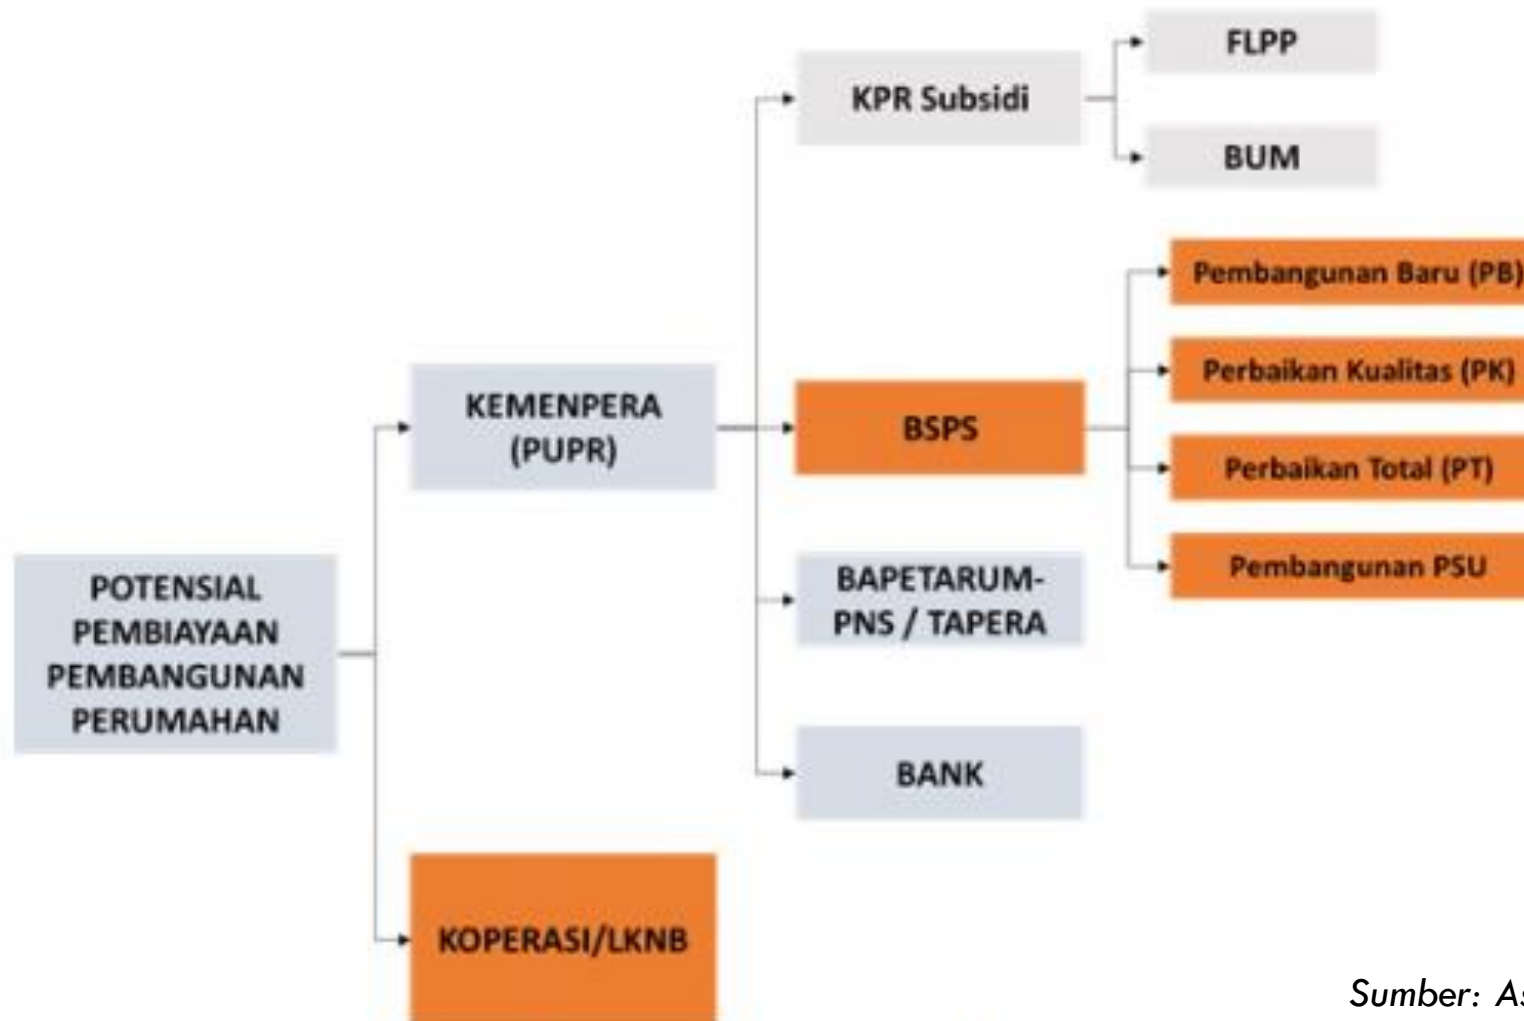 FLPP
KPR Subsidi
BUM
Pembangunan Baru (PB)
Perbaikan Kualitas (PK)
KEMENPERA
(PUPR)
BSPS
Perbaikan Total (PT)
Pembangunan PSU
BAPETARUM-
PNS / TAPERA
POTENSIAL
PEMBIAYAAN
PEMBANGUNAN
PERUMAHAN
BANK
KOPERASI/LKNB
Sumber: